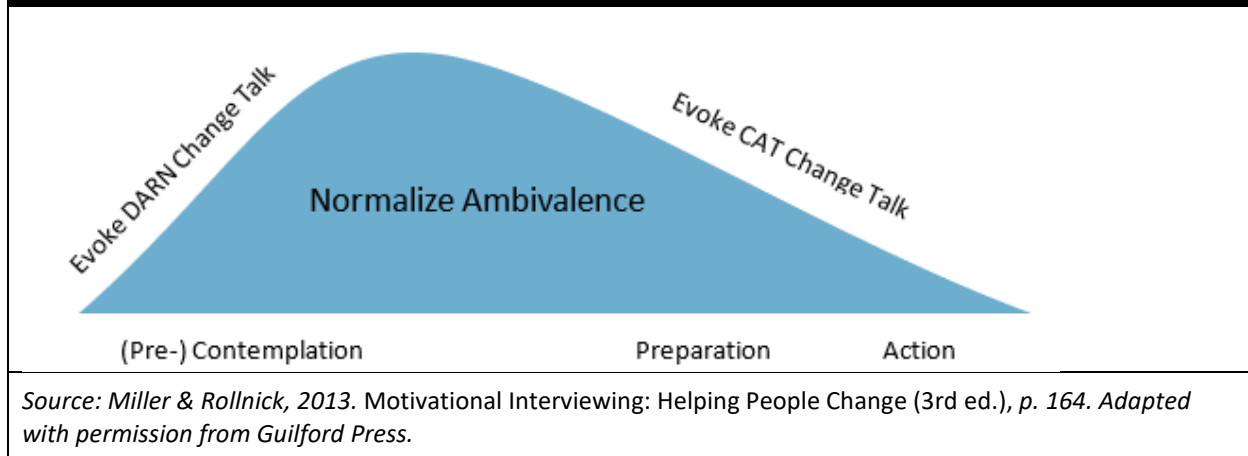 Evoke DARN Change Talk
Evoke CAT Change Talk
Normalize Ambivalence
(Pre-) Contemplation
Preparation
Action
Source: Miller & Rollnick, 2013. Motivational Interviewing: Helping People Change (3rd ed.), p. 164. Adapted
with permission from Guilford Press.